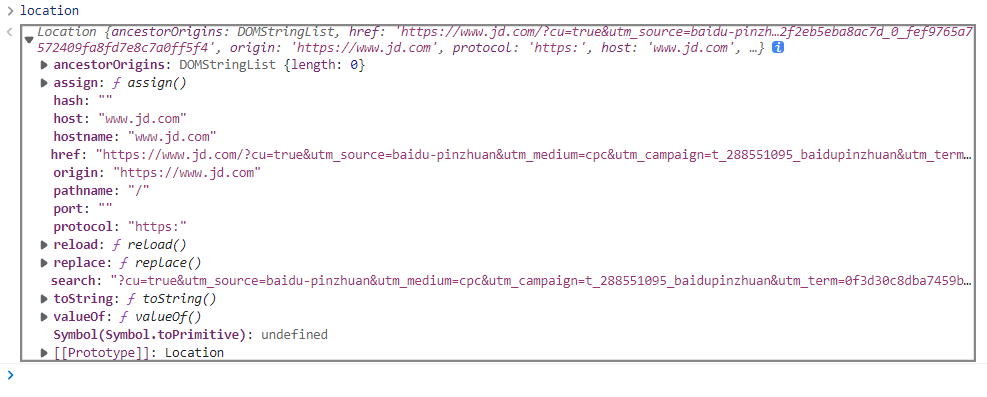 location
Location {ancestorOrigins: DOMStringList, href: 'https://www.jd.com/?cu=true&utm_source=baidu-pinzh…2f2eb5eba8ac7d_0_fef9765a7
572409fa8fd7e8c7a0ff5f4', origin: 'https://www.jd.com', protocol: 'https:', host: 'www.jd.com', …}
ancestorOrigins: DOMStringList {length: 0}
assign: ƒ assign()
hash: ""
host: "www.jd.com"
hostname: "www.jd.com"
href: "https://www.jd.com/?cu=true&utm_source=baidu-pinzhuan&utm_medium=cpc&utm_campaign=t_288551095_baidupinzhuan&utm_term…
origin: "https://www.jd.com"
pathname: "/"
port: ""
protocol: "https:"
reload: ƒ reload()
replace: ƒ replace()
search: "?cu=true&utm_source=baidu-pinzhuan&utm_medium=cpc&utm_campaign=t_288551095_baidupinzhuan&utm_term=0f3d30c8dba7459b…
toString: ƒ toString()
valueOf: ƒ valueOf()
Symbol(Symbol.toPrimitive): undefined
[[Prototype]]: Location